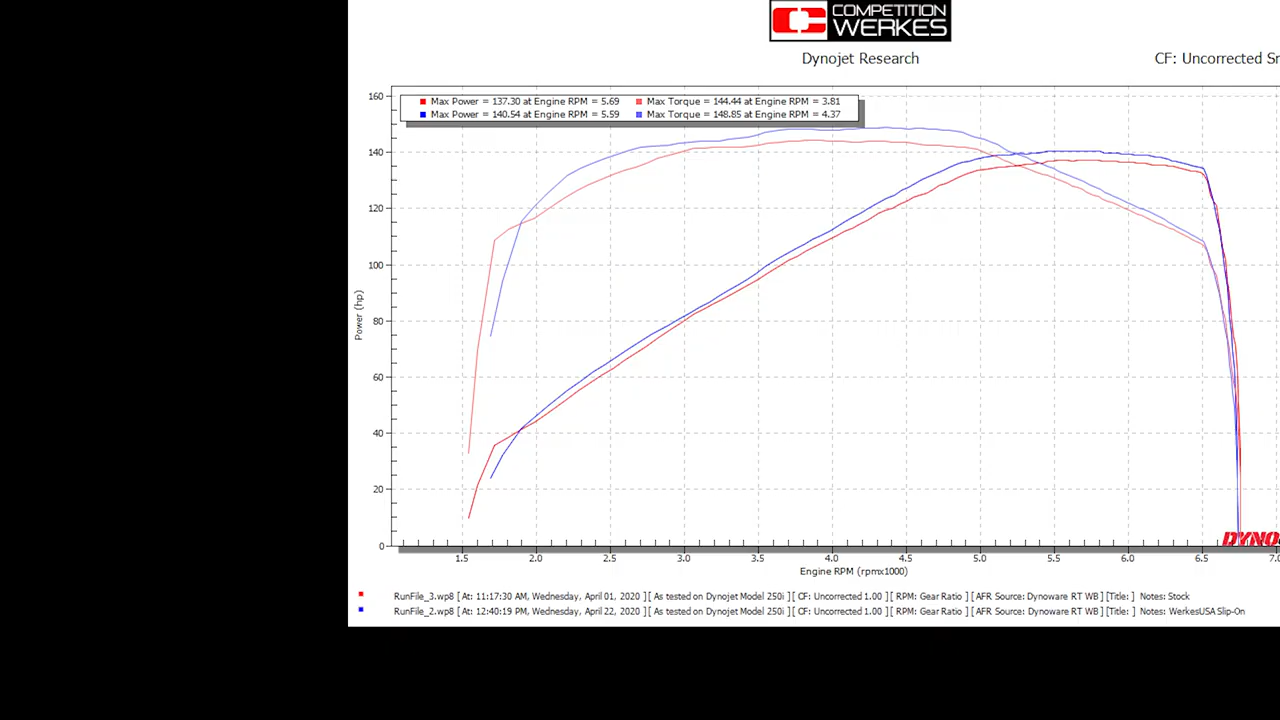 COMPETITION
WERKES
Dynojet Research
CF: Uncorrected
Max Power = 137.30 at Engine RPM = 5.69
Max Torque = 144.44 at Engine RPM = 3.81
Max Power = 140.54 at Engine RPM = 5.59
Max Torque = 148.85 at Engine RPM = 4.37
160
140
120
100
80
60
40
20
0
Power (hp)
1.5 2.0 2.5 3.0 3.5 4.0 4.5 5.0 5.5 6.0 6.5 7.0
Engine RPM (rpmx1000)
RunFile_3.wp8 [ At: 11:17:30 AM, Wednesday, April 01, 2020 ] [ As tested on Dynojet Model 250i ] [ CF: Uncorrected 1.00 ] [ RPM: Gear Ratio ] [ AFR Source: Dynoware RT WB ] [Title: ] Notes: Stock
RunFile_2.wp8 [ At: 12:40:19 PM, Wednesday, April 22, 2020 ] [ As tested on Dynojet Model 250i ] [ CF: Uncorrected 1.00 ] [ RPM: Gear Ratio ] [ AFR Source: Dynoware RT WB ] [Title: ] Notes: WerkesUSA Slip-On